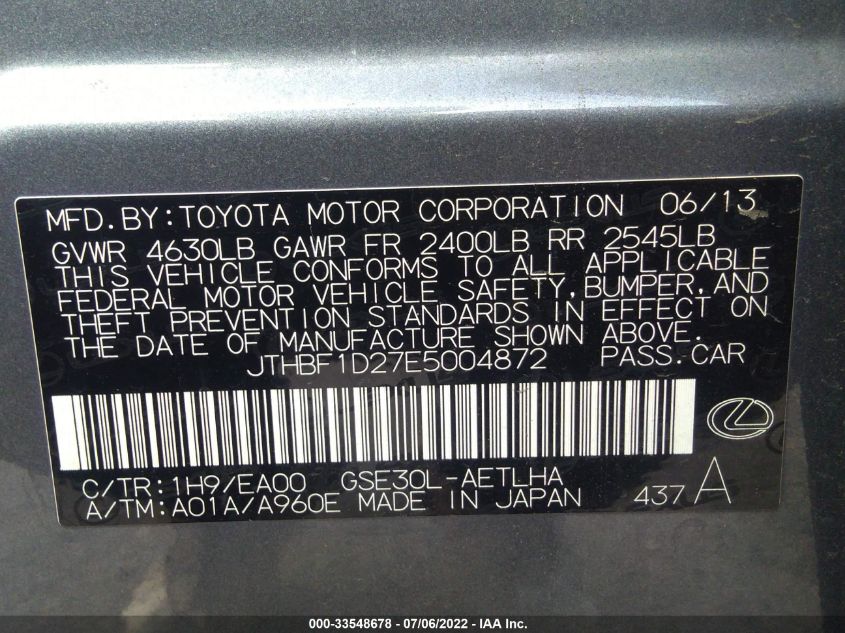 MFD. BY: TOYOTA MOTOR CORPORATION 06/13
GVWR 4630LB GAWR FR 2400LB RR 2545LB
THIS VEHICLE CONFORMS TO ALL APPLICABLE
FEDERAL MOTOR VEHICLE SAFETY, BUMPER, AND
THEFT PREVENTION STANDARDS IN EFFECT ON
THE DATE OF MANUFACTURE SHOWN ABOVE.
JTHBF1D27E5004872 PASS. CAR
C/TR: 1H9/EA00 GSE30L-AETLHA
A/TM: A01A/A960E MADE IN JAPAN 437 A
000-33548678 - 07/06/2022 - IAA Inc.